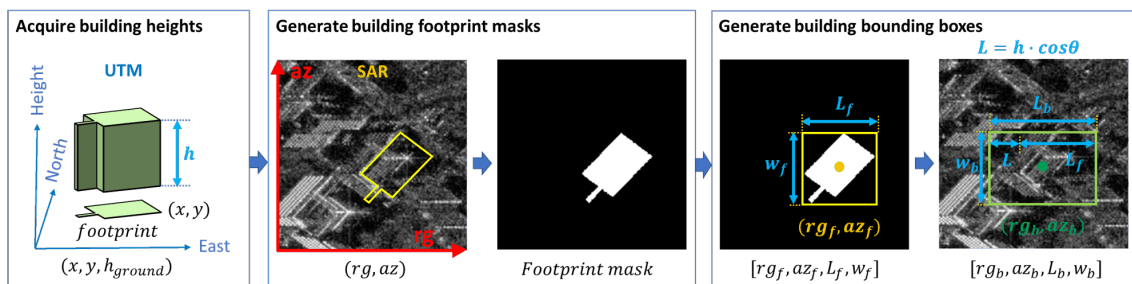 Acquire building heights
UTM
Height
North
h
(x, y)
footprint
East
(x, y, h_ground)
Generate building footprint masks
az
SAR
rg
(rg, az)
Footprint mask
Generate building bounding boxes
L_f
w_f
(rg_f, az_f)
[rg_f, az_f, L_f, w_f]
L = h · cosθ
L_b
w_b
L
L_f
(rg_b, az_b)
[rg_b, az_b, L_b, w_b]